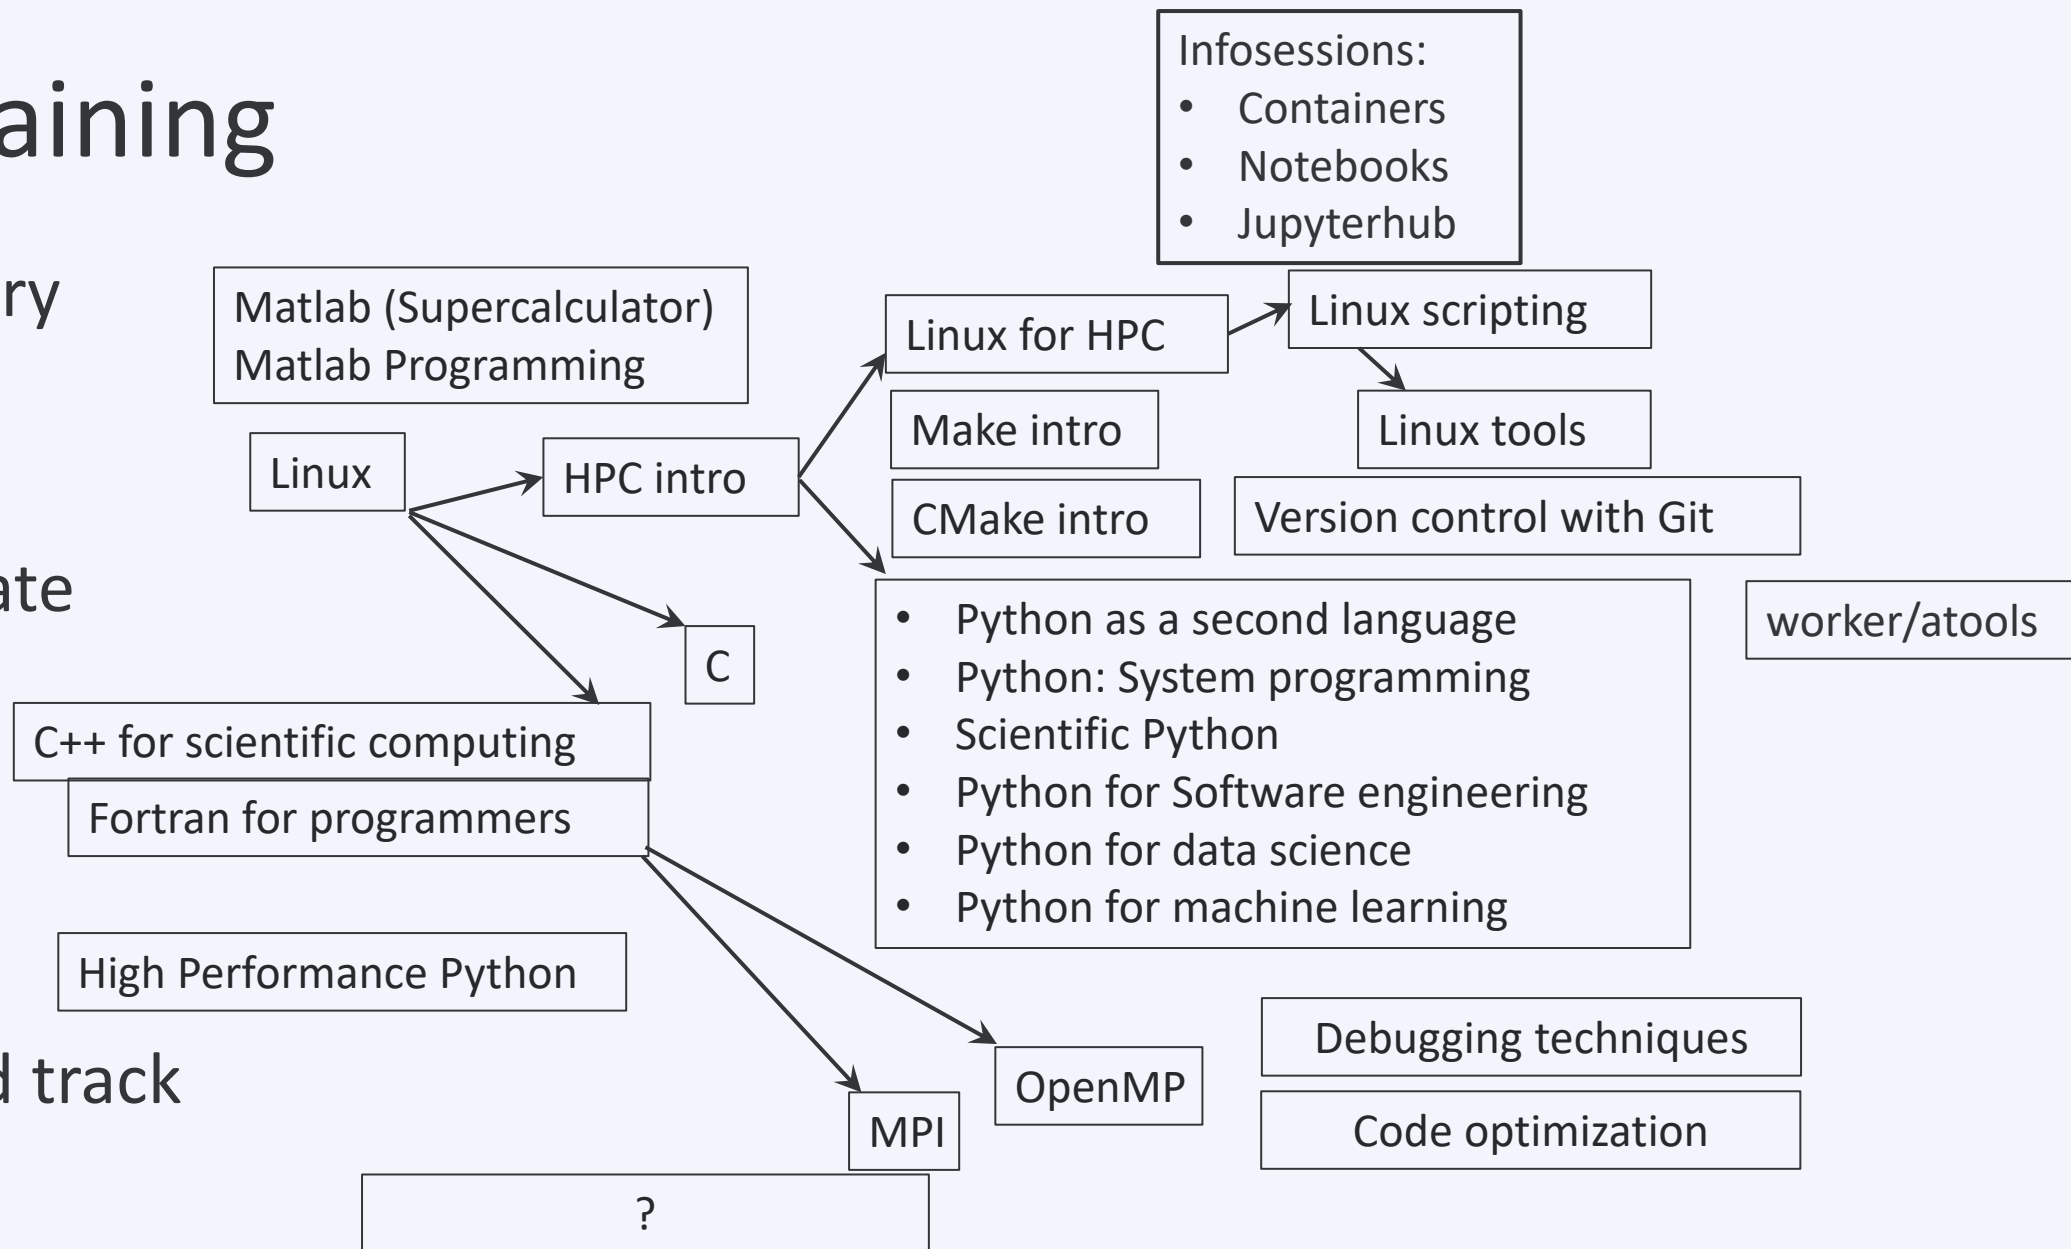 Infosessions:
• Containers
• Notebooks
• Jupyterhub
aining
ry
Matlab (Supercalculator)
Matlab Programming
Linux for HPC
Linux scripting
Make intro
Linux tools
Linux
HPC intro
CMake intro
Version control with Git
ate
C
• Python as a second language
• Python: System programming
• Scientific Python
• Python for Software engineering
• Python for data science
• Python for machine learning
worker/atools
C++ for scientific computing
Fortran for programmers
High Performance Python
d track
OpenMP
MPI
Debugging techniques
Code optimization
?